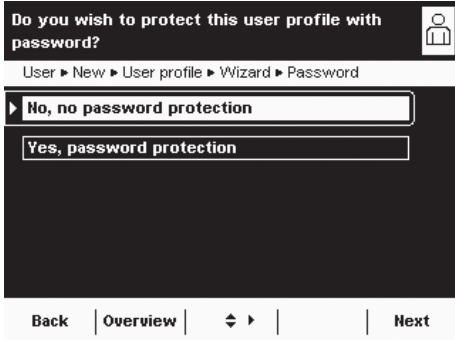 Do you wish to protect this user profile with
password?
User ▸ New ▸ User profile ▸ Wizard ▸ Password
No, no password protection
Yes, password protection
Back Overview Next